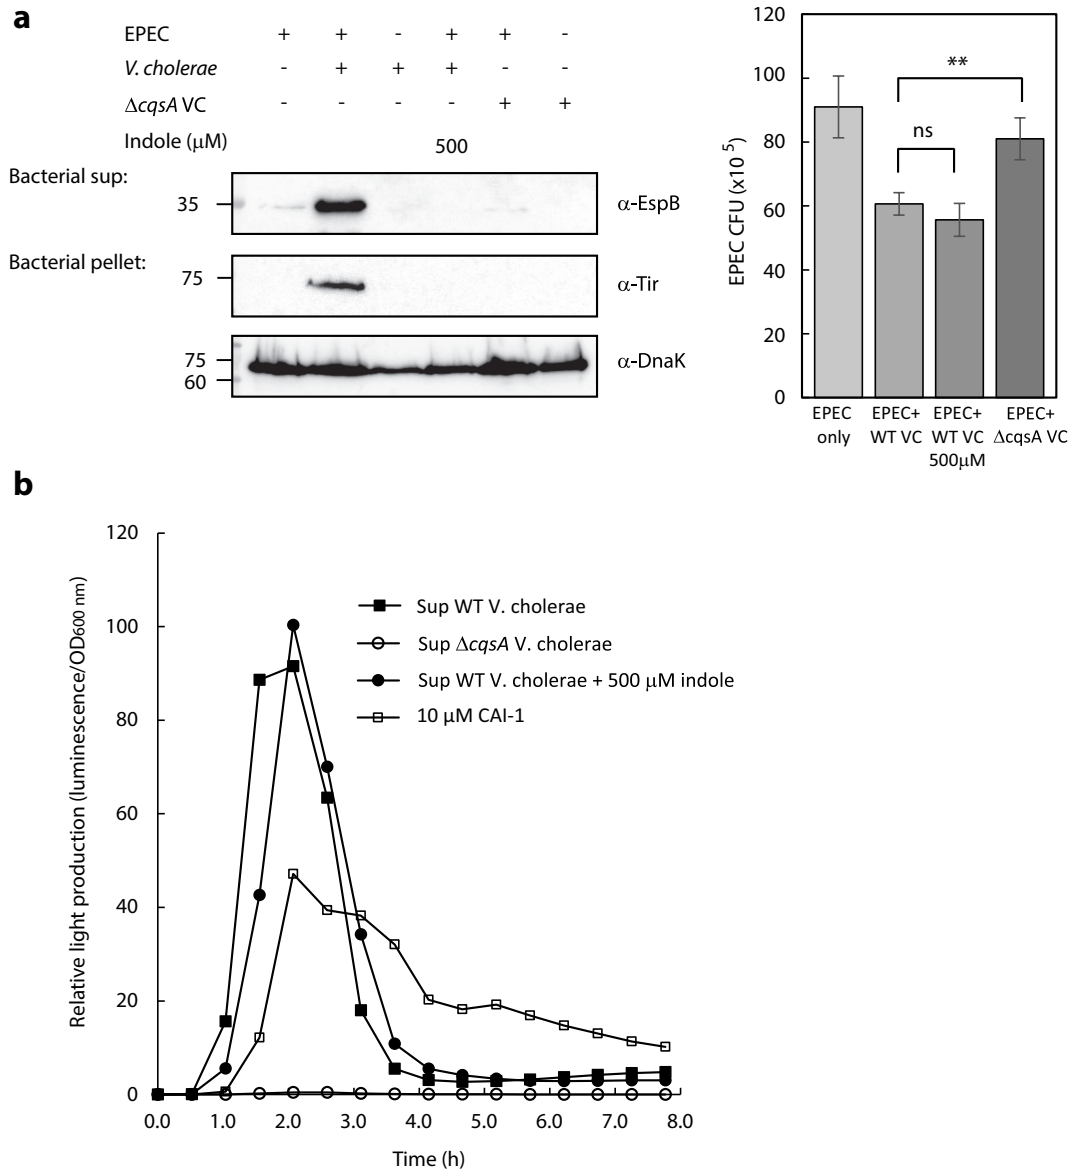 a
EPEC + + - + + -
V. cholerae - + + + - -
ΔcqsA VC - - - - + +
Indole (μM) 500
Bacterial sup:
35 α-EspB
Bacterial pellet:
75 α-Tir
75 α-DnaK
60
120
100
80
60
40
20
0
EPEC CFU (x10 5)
**
ns
EPEC only
EPEC+ WT VC
EPEC+ WT VC 500μM
EPEC+ ΔcqsA VC
b
120
100
80
60
40
20
0
Relative light production (luminescence/OD600 nm)
Sup WT V. cholerae
Sup ΔcqsA V. cholerae
Sup WT V. cholerae + 500 μM indole
10 μM CAI-1
0.0 1.0 2.0 3.0 4.0 5.0 6.0 7.0 8.0
Time (h)